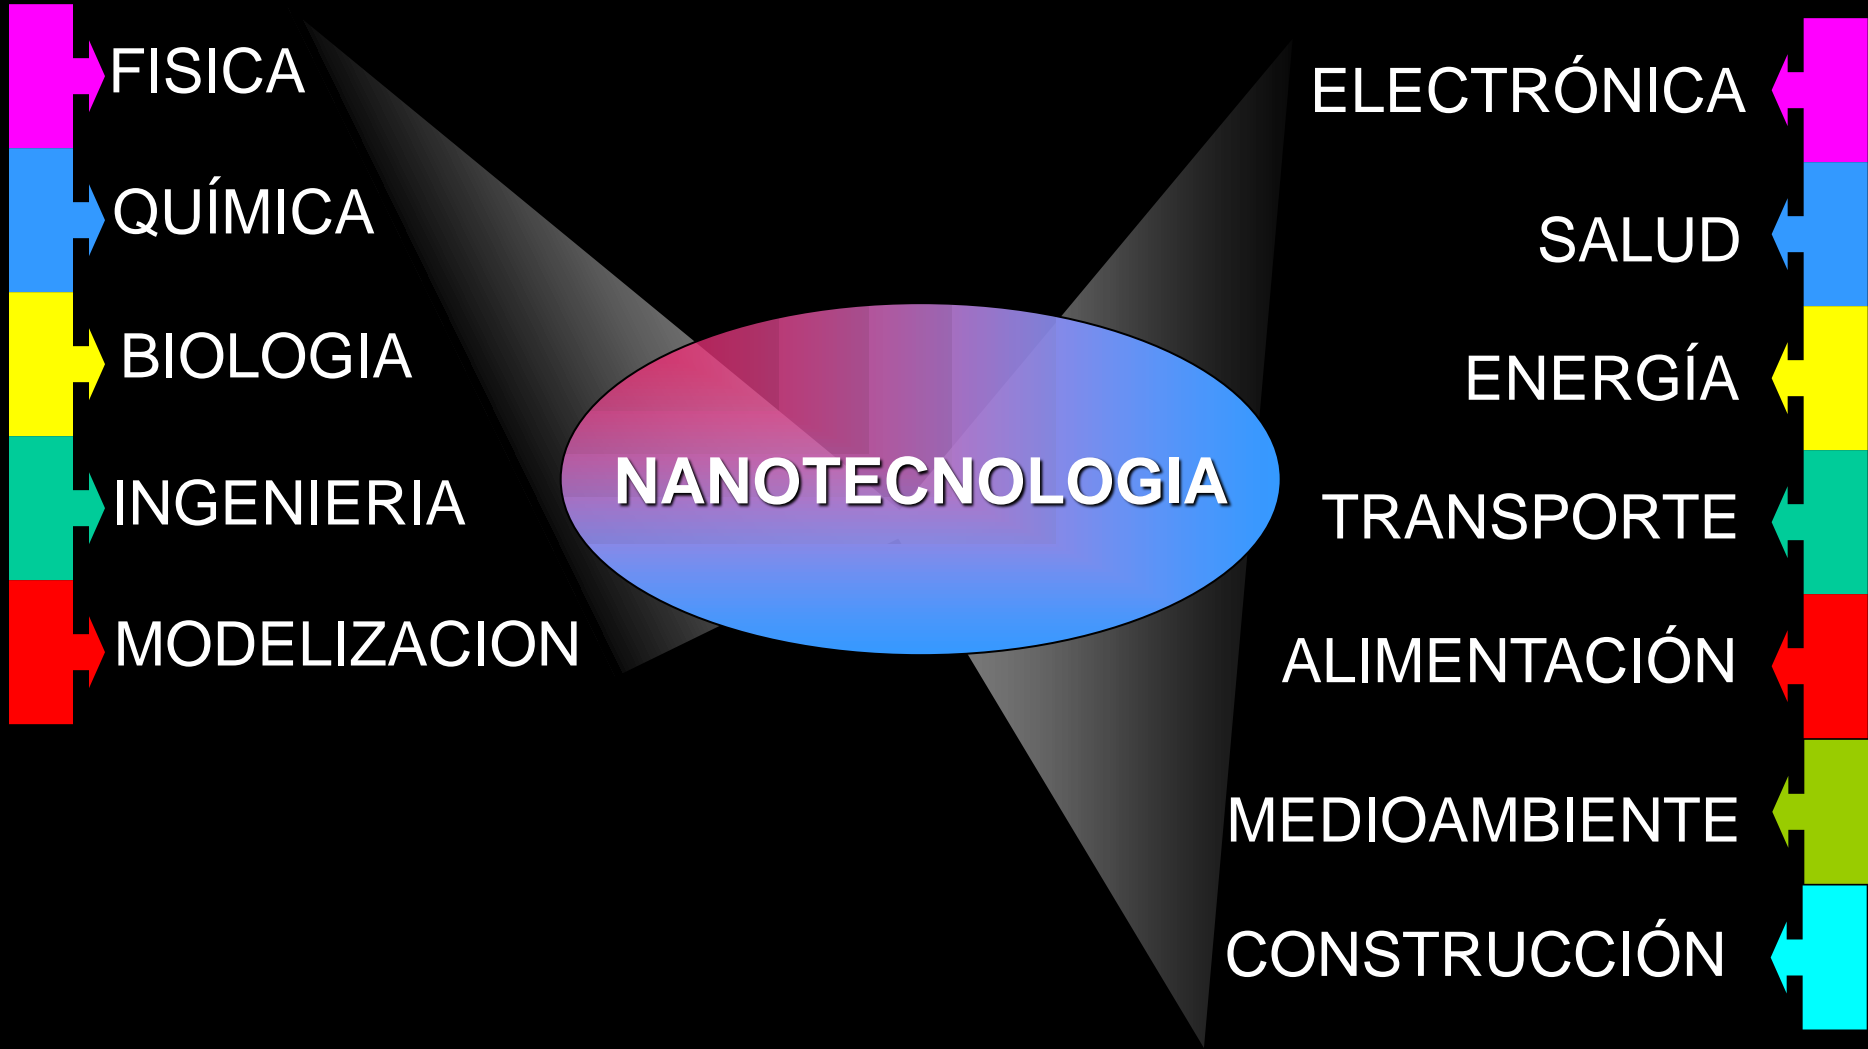 FISICA
QUÍMICA
BIOLOGIA
INGENIERIA
MODELIZACION
NANOTECNOLOGIA
ELECTRÓNICA
SALUD
ENERGÍA
TRANSPORTE
ALIMENTACIÓN
MEDIOAMBIENTE
CONSTRUCCIÓN